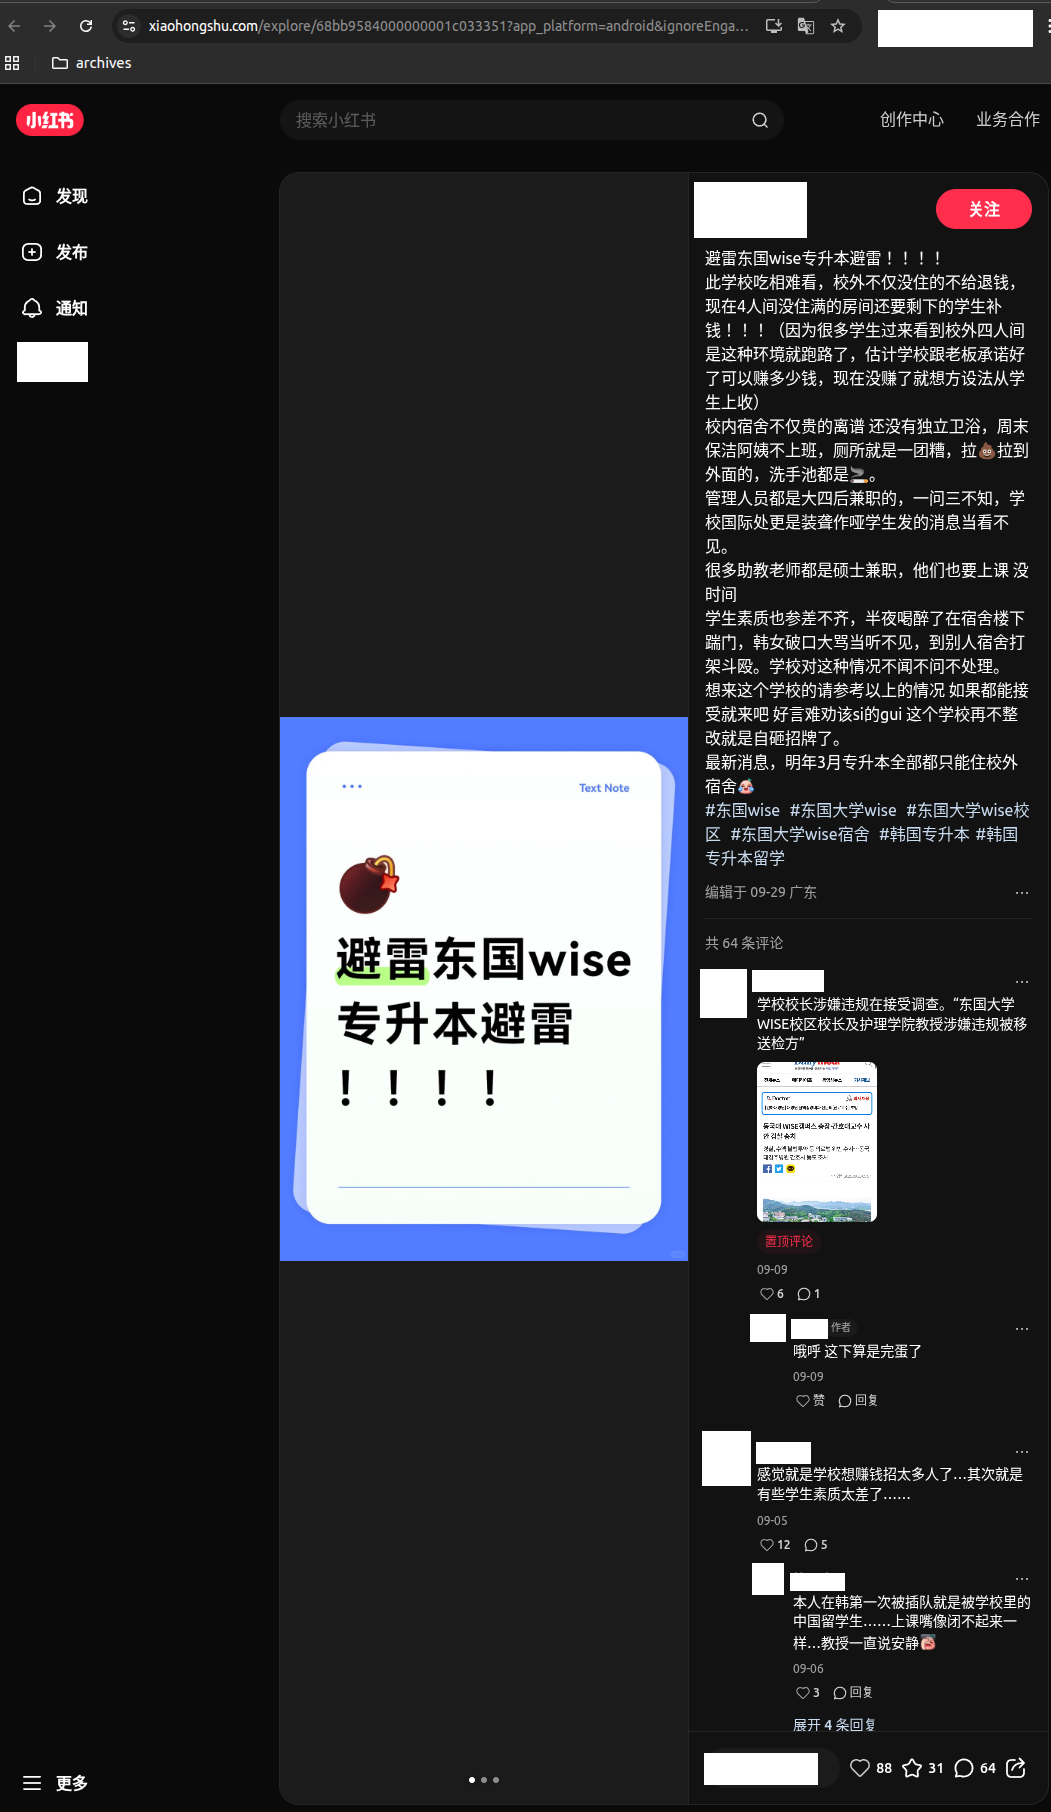 xiaohongshu.com/explore/68bb9584000000001c033351?app_platform=android&ignoreEnga...
archives
小红书
搜索小红书
创作中心
业务合作
发现
发布
通知
更多
Text Note
避雷东国wise
专升本避雷
！！！！
关注
避雷东国wise专升本避雷！！！！
此学校吃相难看，校外不仅没住的不给退钱，
现在4人间没住满的房间还要剩下的学生补
钱！！！（因为很多学生过来看到校外四人间
是这种环境就跑路了，估计学校跟老板承诺好
了可以赚多少钱，现在没赚了就想方设法从学
生上收）
校内宿舍不仅贵的离谱 还没有独立卫浴，周末
保洁阿姨不上班，厕所就是一团糟，拉💩拉到
外面的，洗手池都是🚬。
管理人员都是大四后兼职的，一问三不知，学
校国际处更是装聋作哑学生发的消息当看不
见。
很多助教老师都是硕士兼职，他们也要上课 没
时间
学生素质也参差不齐，半夜喝醉了在宿舍楼下
踹门，韩女破口大骂当听不见，到别人宿舍打
架斗殴。学校对这种情况不闻不问不处理。
想来这个学校的请参考以上的情况 如果都能接
受就来吧 好言难劝该si的gui 这个学校再不整
改就是自砸招牌了。
最新消息，明年3月专升本全部都只能住校外
宿舍
#东国wise #东国大学wise #东国大学wise校
区 #东国大学wise宿舍 #韩国专升本 #韩国
专升本留学
编辑于 09-29 广东
共 64 条评论
学校校长涉嫌违规在接受调查。“东国大学
WISE校区校长及护理学院教授涉嫌违规被移
送检方”
동국대 WISE캠퍼스 총장·간호대교수 사
안 검찰 송치
置顶评论
09-09
6 1
作者
哦呼 这下算是完蛋了
09-09
赞 回复
感觉就是学校想赚钱招太多人了...其次就是
有些学生素质太差了......
09-05
12 5
本人在韩第一次被插队就是被学校里的
中国留学生......上课嘴像闭不起来一
样...教授一直说安静
09-06
3 回复
展开 4 条回复
88 31 64